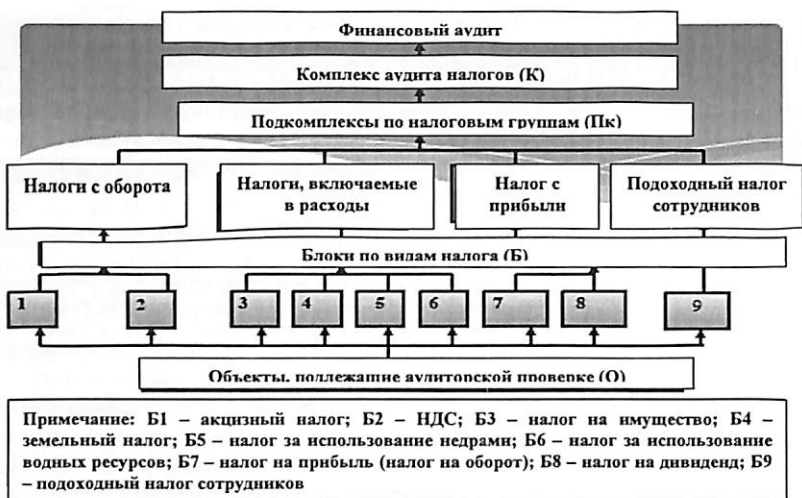 Финансовый аудит
Комплекс аудита налогов (К)
Подкомплексы по налоговым группам (Пк)
Налоги с оборота
Налоги, включаемые
в расходы
Налог с
прибыли
Подоходный налог
сотрудников
Блоки по видам налога (Б)
1 2 3 4 5 6 7 8 9
Объекты, подлежащие аудиторской проверке (О)
Примечание: Б1 – акцизный налог; Б2 – НДС; Б3 – налог на имущество; Б4 –
земельный налог; Б5 – налог за использование недрамн; Б6 – налог за использование
водных ресурсов; Б7 – налог на прибыль (налог на оборот); Б8 – налог на дивиденд; Б9
– подоходный налог сотрудников